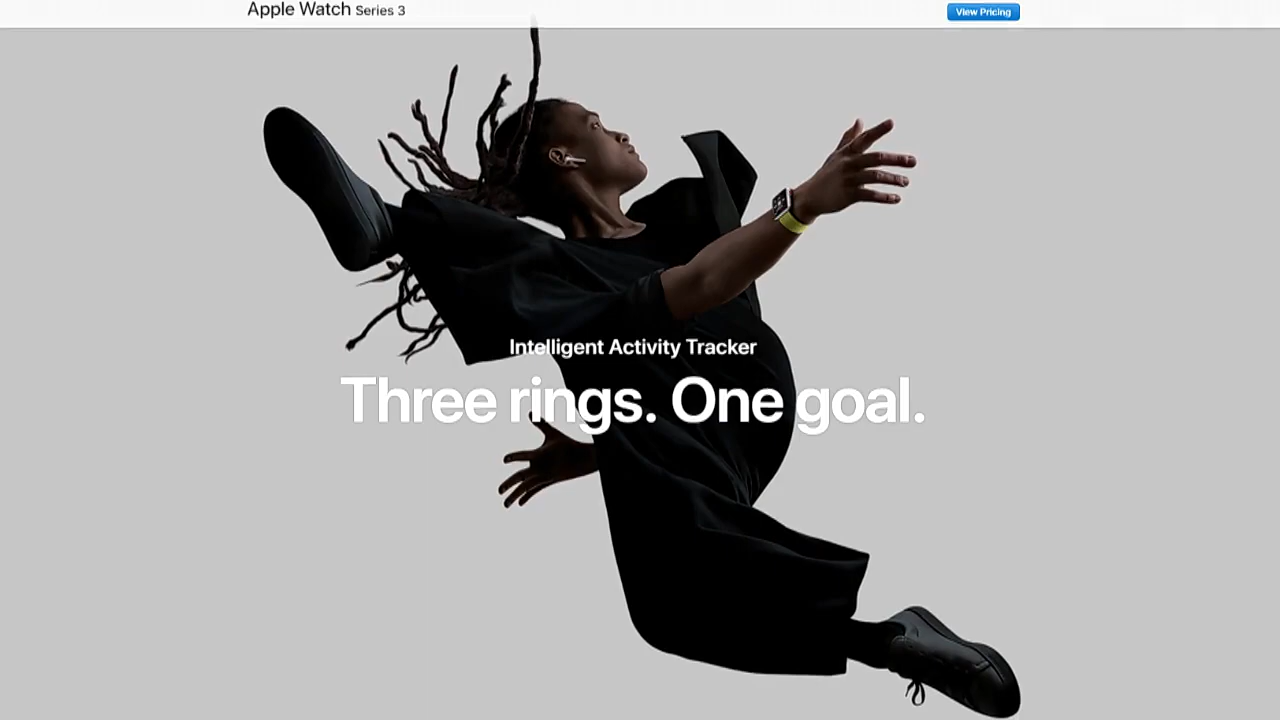 Apple Watch Series 3
View Pricing
Intelligent Activity Tracker
Three rings. One goal.